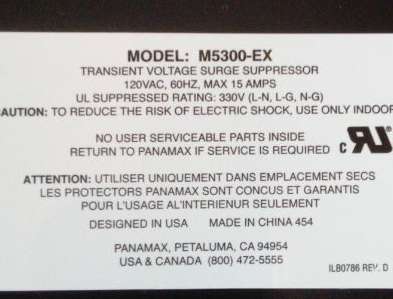 MODEL: M5300-EX
TRANSIENT VOLTAGE SURGE SUPPRESSOR
120VAC, 60HZ, MAX 15 AMPS
UL SUPPRESSED RATING: 330V (L-N, L-G, N-G)
CAUTION: TO REDUCE THE RISK OF ELECTRIC SHOCK, USE ONLY INDOOR
NO USER SERVICEABLE PARTS INSIDE
RETURN TO PANAMAX IF SERVICE IS REQUIRED c RU
ATTENTION: UTILISER UNIQUEMENT DANS EMPLACEMENT SECS
LES PROTECTORS PANAMAX SONT CONCUS ET GARANTIS
POUR L'USAGE AL'INTERIENUR SEULEMENT
DESIGNED IN USA MADE IN CHINA 454
PANAMAX, PETALUMA, CA 94954
USA & CANADA (800) 472-5555
ILB0786 REV. D